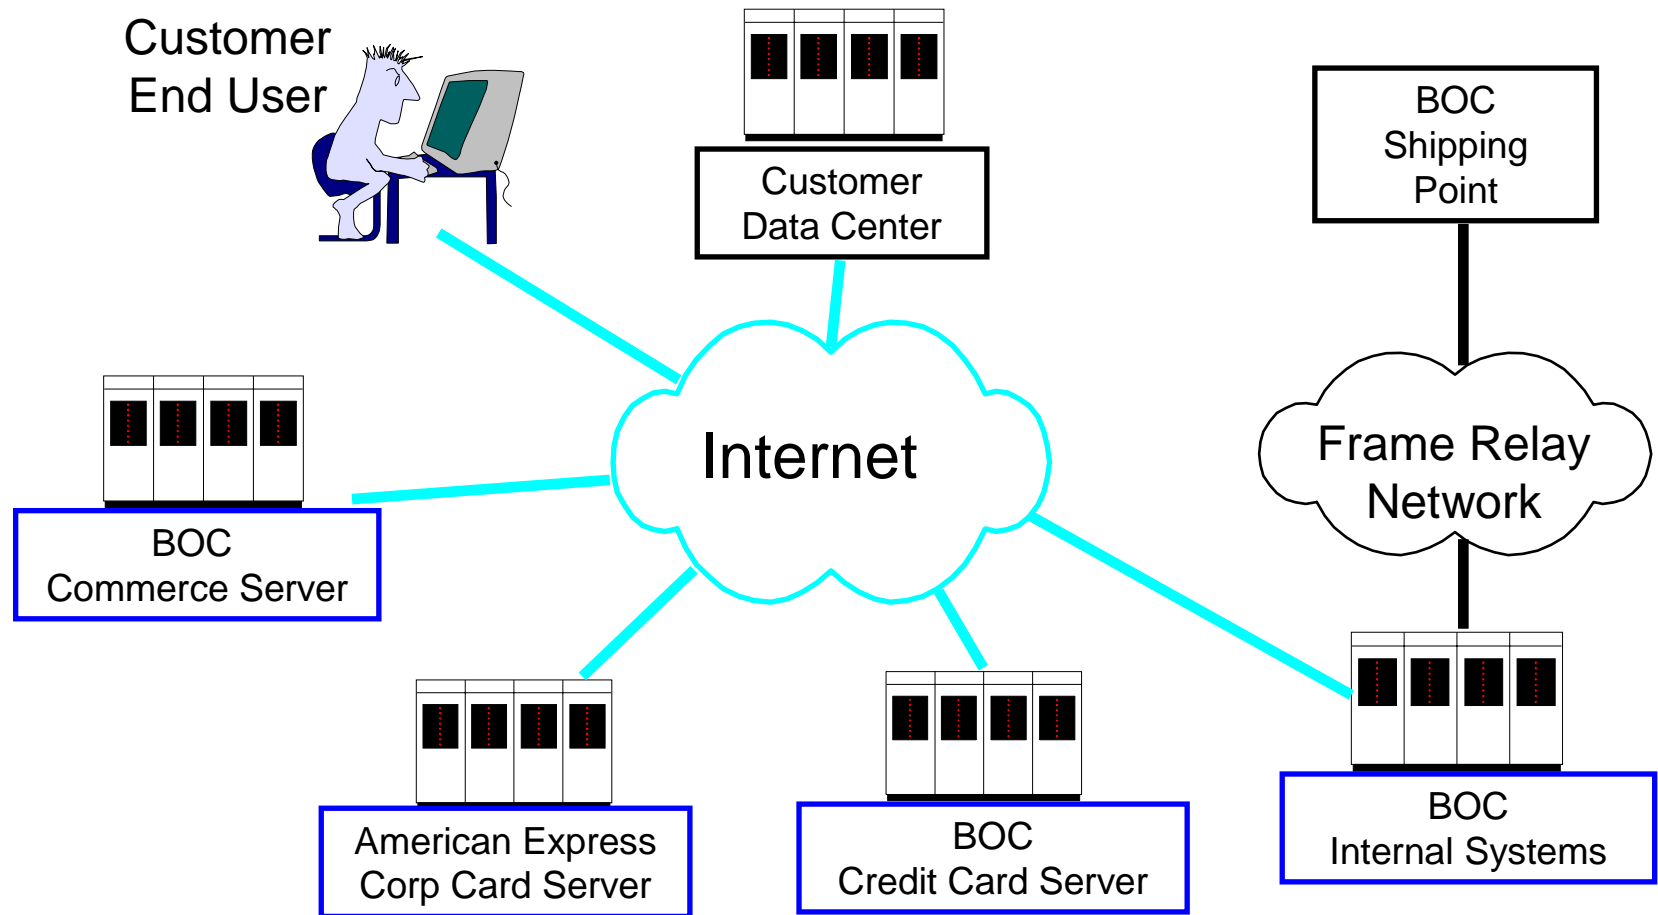 Customer
End User
Customer
Data Center
BOC
Shipping
Point
Internet
Frame Relay
Network
BOC
Commerce Server
American Express
Corp Card Server
BOC
Credit Card Server
BOC
Internal Systems